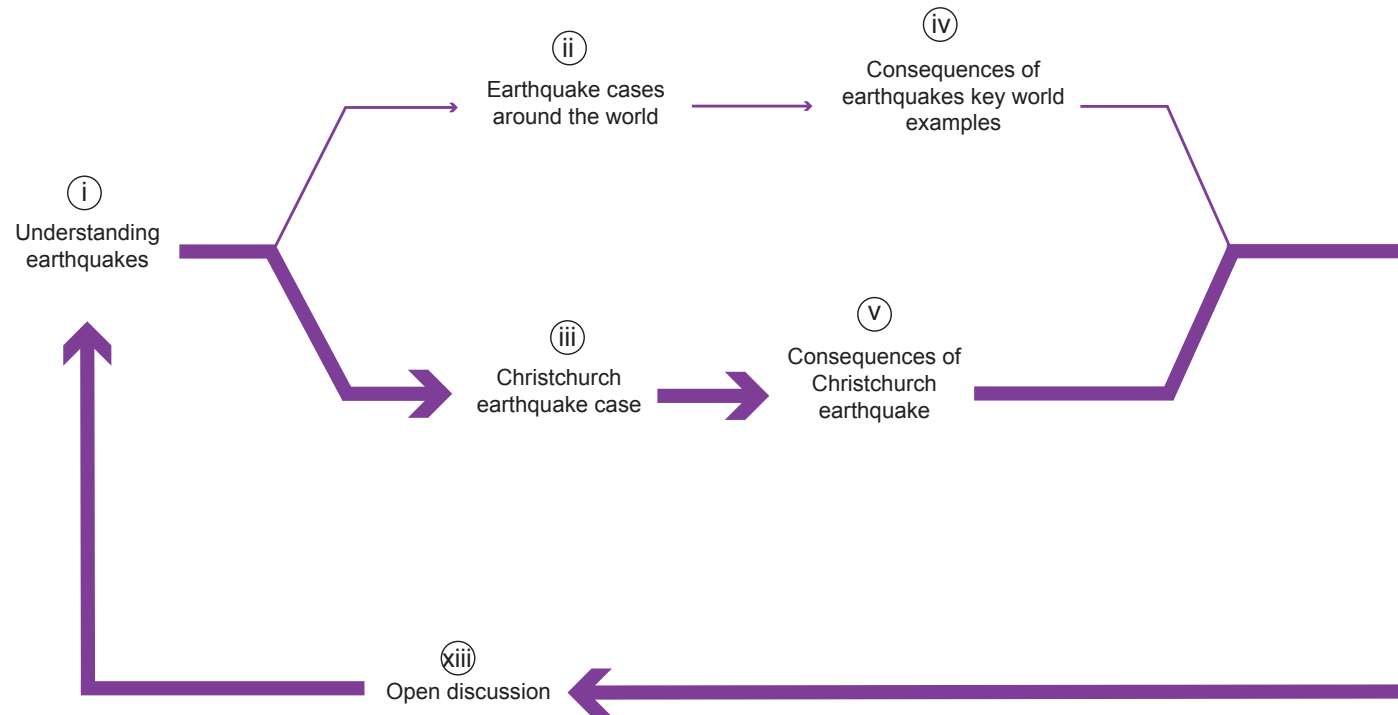 i
Understanding
earthquakes
ii
Earthquake cases
around the world
iii
Christchurch
earthquake case
iv
Consequences of
earthquakes key world
examples
v
Consequences of
Christchurch
earthquake
xiii
Open discussion